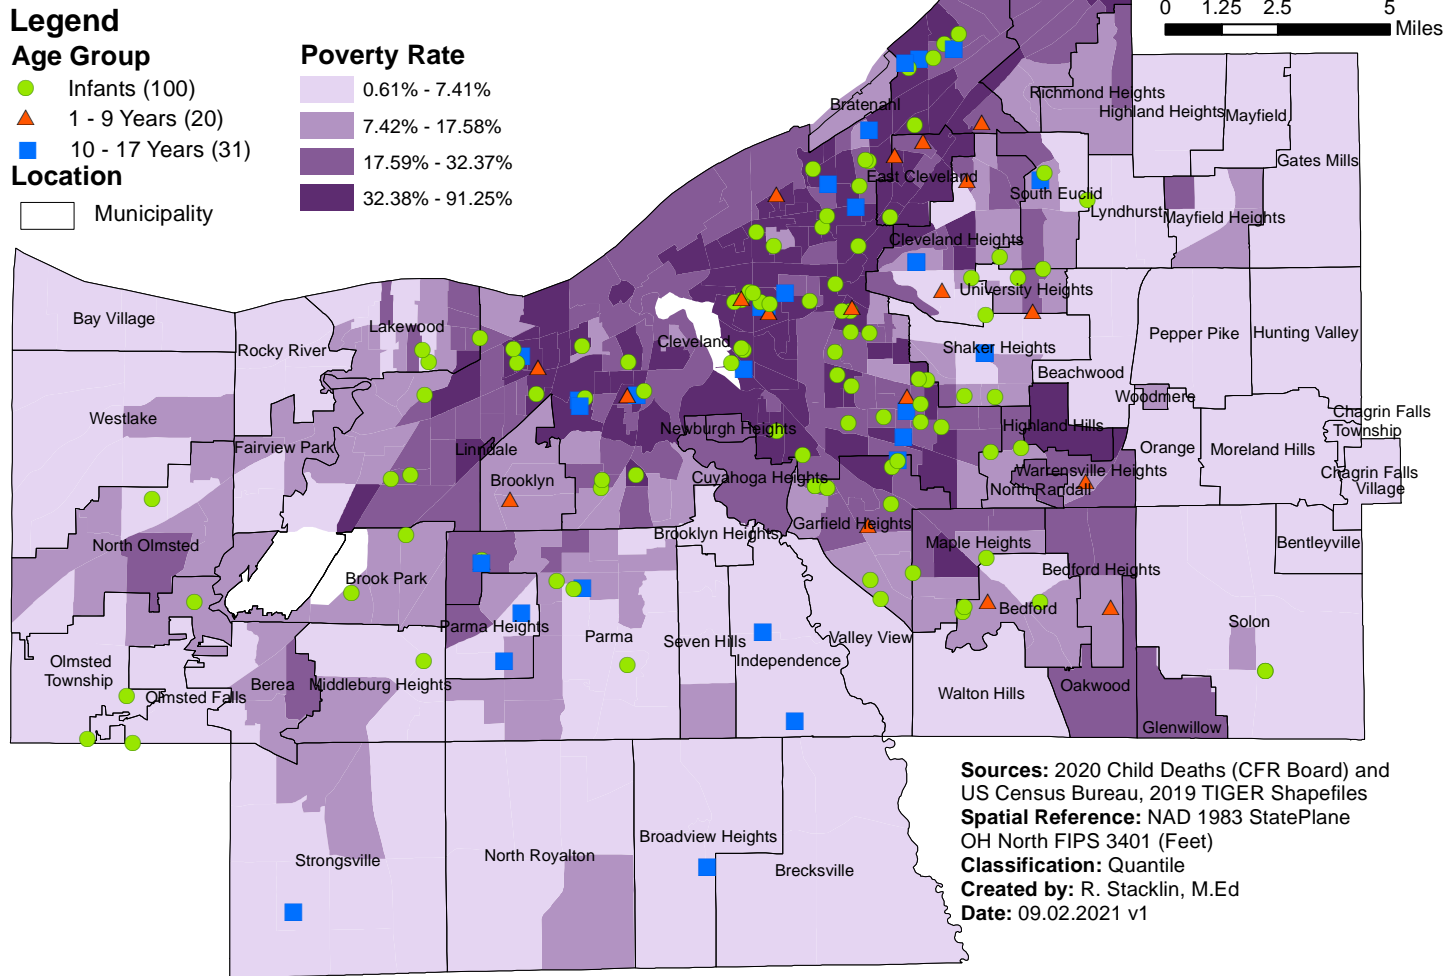 Legend
Age Group
Infants (100)
1 - 9 Years (20)
10 - 17 Years (31)
Location
Municipality
Poverty Rate
0.61% - 7.41%
7.42% - 17.58%
17.59% - 32.37%
32.38% - 91.25%
0 1.25 2.5 5
Miles
Bratenahl
Richmond Heights
Highland Heights
Mayfield
Gates Mills
East Cleveland
South Euclid
Lyndhurst
Mayfield Heights
Cleveland Heights
University Heights
Bay Village
Rocky River
Lakewood
Cleveland
Shaker Heights
Pepper Pike
Hunting Valley
Beachwood
Woodmere
Westlake
Fairview Park
Linndale
Newburgh Heights
Highland Hills
Orange
Moreland Hills
Chagrin Falls
Township
Chagrin Falls
Village
Brooklyn
Cuyahoga Heights
Warrensville Heights
North Randall
Garfield Heights
Brooklyn Heights
Maple Heights
Bentleyville
North Olmsted
Brook Park
Bedford Heights
Bedford
Parma Heights
Parma
Seven Hills
Independence
Valley View
Solon
Olmsted
Township
Olmsted Falls
Berea
Middleburg Heights
Walton Hills
Oakwood
Glenwillow
Strongsville
North Royalton
Broadview Heights
Brecksville
Sources: 2020 Child Deaths (CFR Board) and
US Census Bureau, 2019 TIGER Shapefiles
Spatial Reference: NAD 1983 StatePlane
OH North FIPS 3401 (Feet)
Classification: Quantile
Created by: R. Stacklin, M.Ed
Date: 09.02.2021 v1